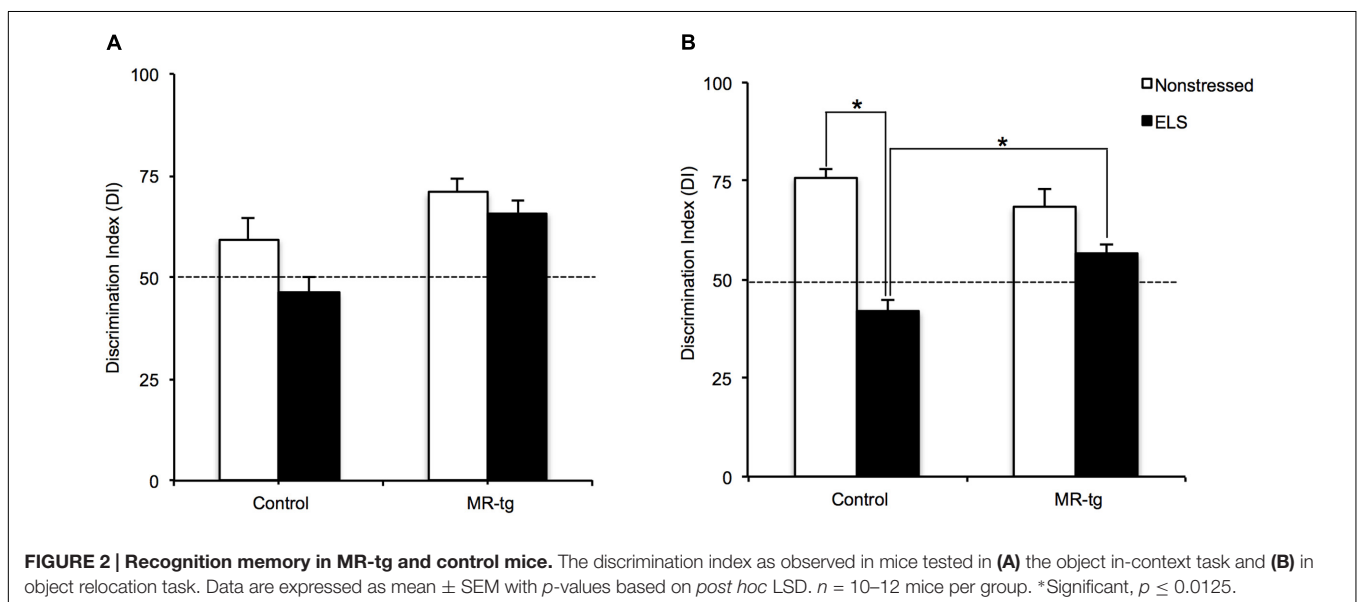 A
100
75
50
25
0
Discrimination Index (DI)
Control
MR-tg
B
100
75
50
25
0
Discrimination Index (DI)
*
*
Nonstressed
ELS
Control
MR-tg
FIGURE 2 | Recognition memory in MR-tg and control mice. The discrimination index as observed in mice tested in (A) the object in-context task and (B) in
object relocation task. Data are expressed as mean ± SEM with p-values based on post hoc LSD. n = 10–12 mice per group. *Significant, p ≤ 0.0125.